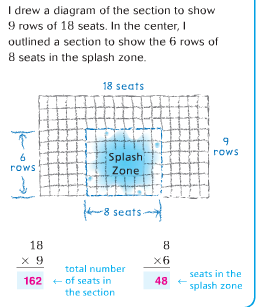 I drew a diagram of the section to show
9 rows of 18 seats. In the center, I
outlined a section to show the 6 rows of
8 seats in the splash zone.
18 seats
9
rows
6
rows
Splash
Zone
8 seats
18
× 9
162 ← total number
of seats in
the section
8
×6
48 ← seats in the
splash zone